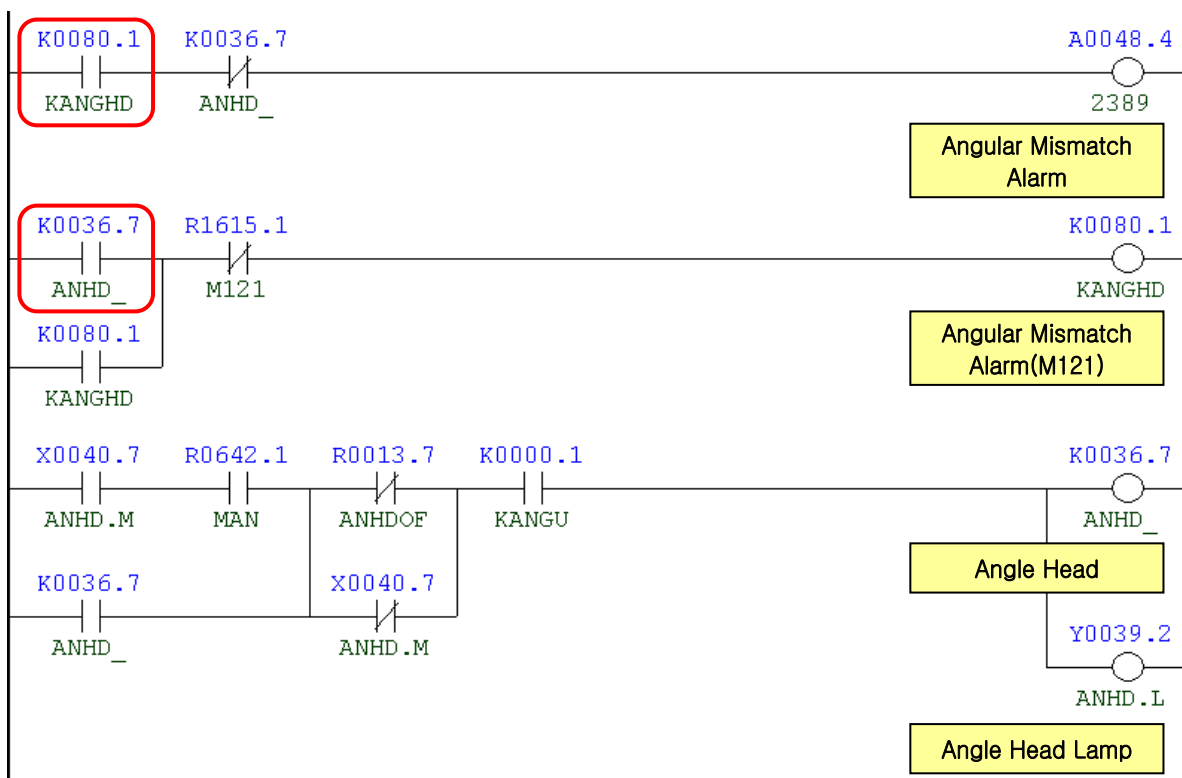 K0080.1 K0036.7 A0048.4
KANGHD ANHD_ 2389
Angular Mismatch
Alarm
K0036.7 R1615.1 K0080.1
ANHD_ M121 KANGHD
K0080.1
KANGHD
Angular Mismatch
Alarm(M121)
X0040.7 R0642.1 R0013.7 K0000.1 K0036.7
ANHD.M MAN ANHDOF KANGU ANHD_
Angle Head
K0036.7 X0040.7
ANHD_ ANHD.M
Y0039.2
ANHD.L
Angle Head Lamp